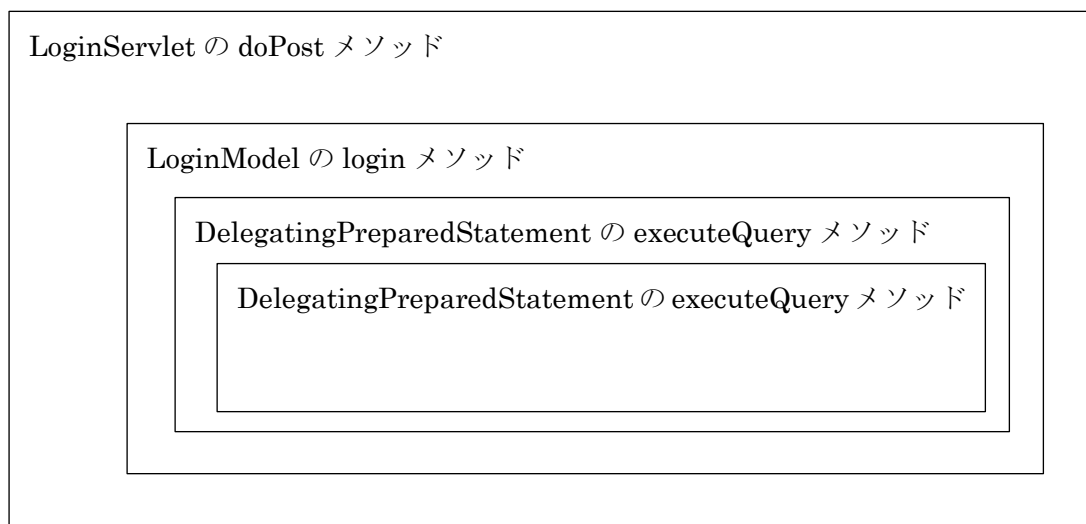 LoginServlet の doPost メソッド
LoginModel の login メソッド
DelegatingPreparedStatement の executeQuery メソッド
DelegatingPreparedStatement の executeQuery メソッド